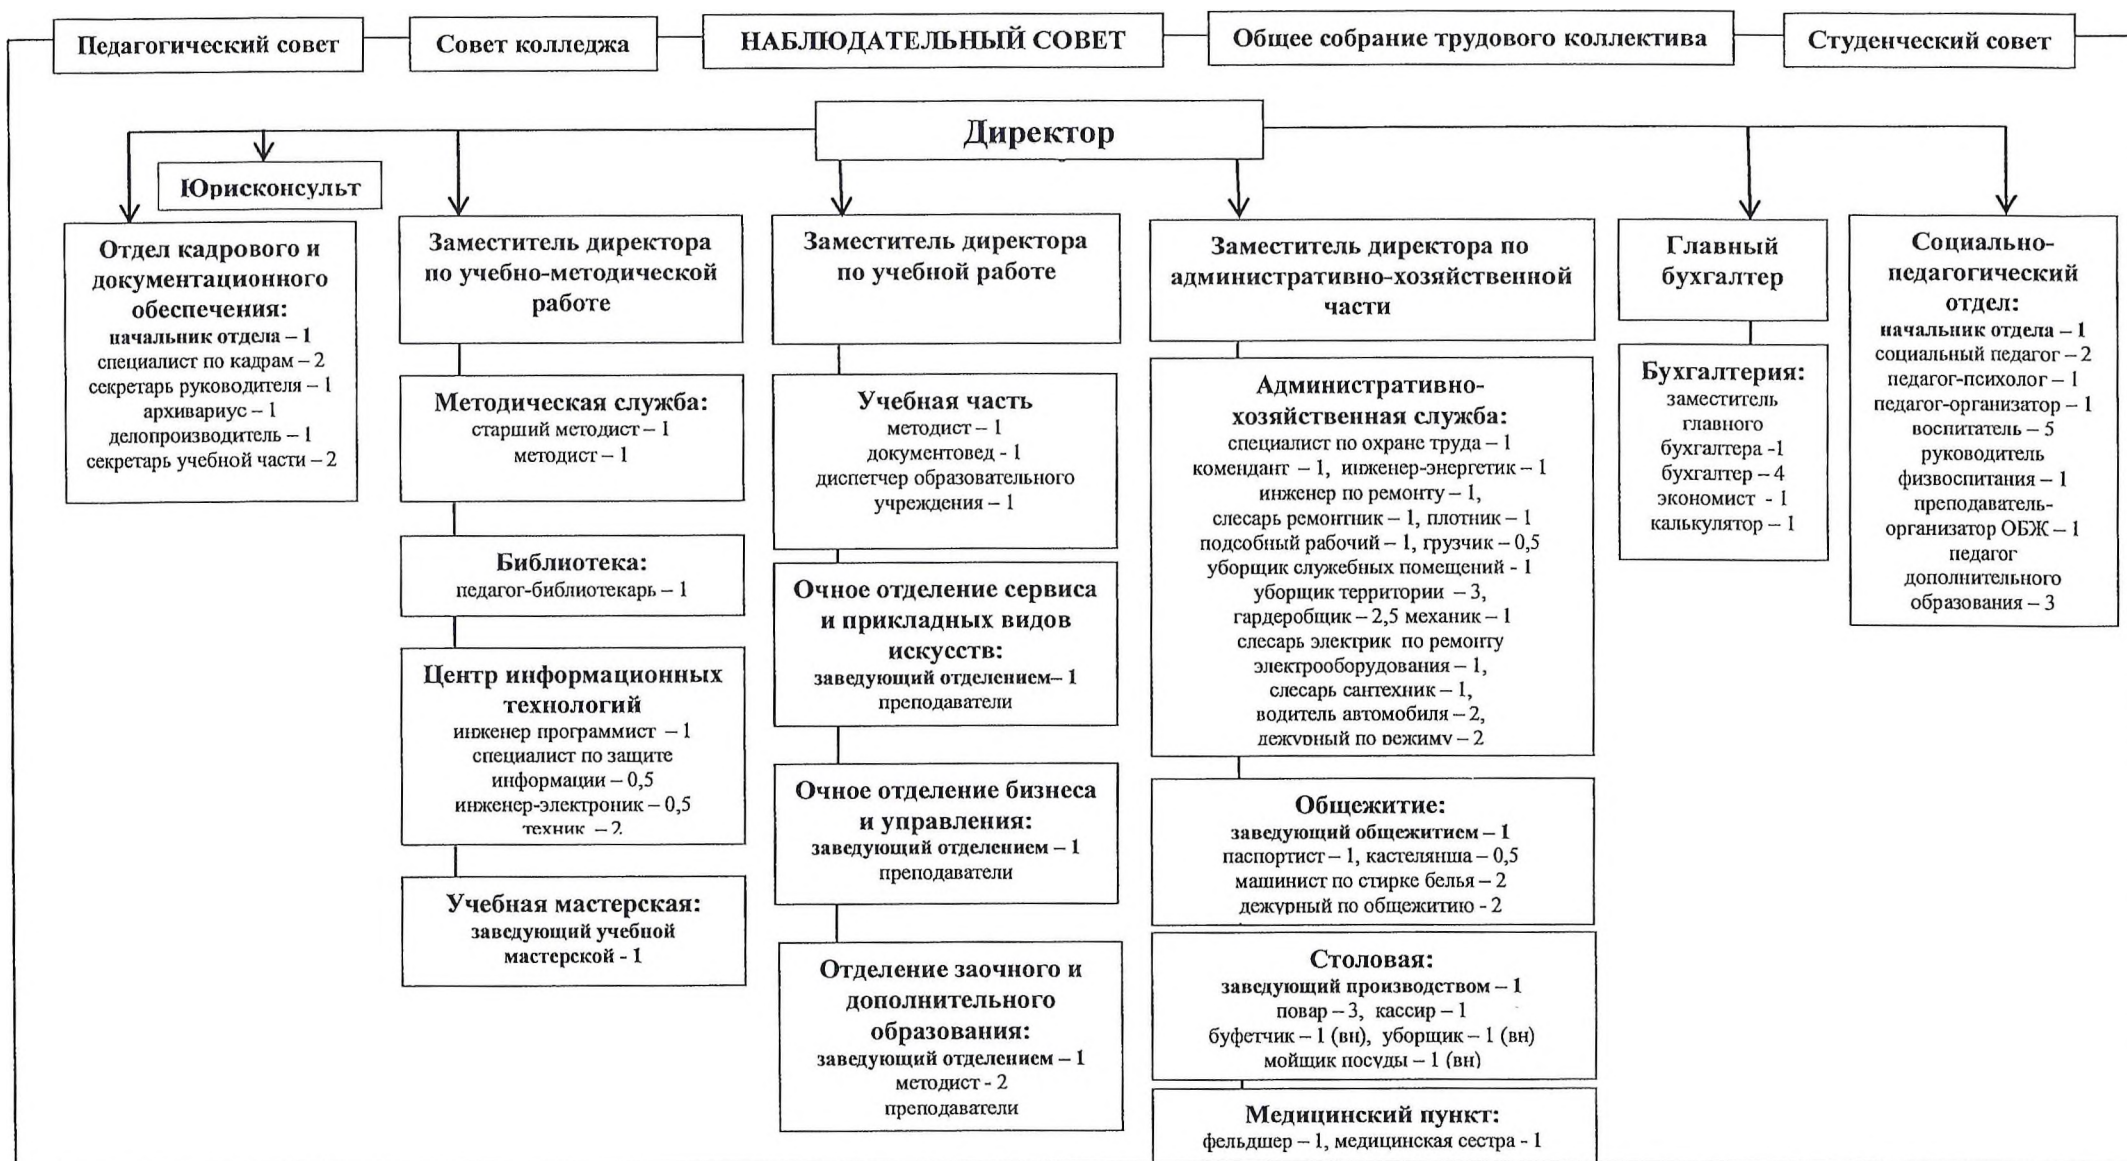 Педагогический совет
Совет колледжа
НАБЛЮДАТЕЛЬНЫЙ СОВЕТ
Общее собрание трудового коллектива
Студенческий совет
Директор
Юрисконсульт
Отдел кадрового и
документационного
обеспечения:
начальник отдела – 1
специалист по кадрам – 2
секретарь руководителя – 1
архивариус – 1
делопроизводитель – 1
секретарь учебной части – 2
Заместитель директора
по учебно-методической
работе
Методическая служба:
старший методист – 1
методист – 1
Библиотека:
педагог-библиотекарь – 1
Центр информационных
технологий
инженер программист – 1
специалист по защите
информации – 0,5
инженер-электроник – 0,5
техник – 2
Учебная мастерская:
заведующий учебной
мастерской - 1
Заместитель директора
по учебной работе
Учебная часть
методист – 1
документовед - 1
диспетчер образовательного
учреждения – 1
Очное отделение сервиса
и прикладных видов
искусств:
заведующий отделением– 1
преподаватели
Очное отделение бизнеса
и управления:
заведующий отделением – 1
преподаватели
Отделение заочного и
дополнительного
образования:
заведующий отделением – 1
методист - 2
преподаватели
Заместитель директора по
административно-хозяйственной
части
Административно-
хозяйственная служба:
специалист по охране труда – 1
комендант – 1, инженер-энергетик – 1
инженер по ремонту – 1,
слесарь ремонтник – 1, плотник – 1
подсобный рабочий – 1, грузчик – 0,5
уборщик служебных помещений - 1
уборщик территории – 3,
гардеробщик – 2,5 механик – 1
слесарь электрик по ремонту
электрооборудования – 1,
слесарь сантехник – 1,
водитель автомобиля – 2,
дежурный по режиму – 2
Общежитие:
заведующий общежитием – 1
паспортист – 1, кастелянша – 0,5
машинист по стирке белья – 2
дежурный по общежитию - 2
Столовая:
заведующий производством – 1
повар – 3, кассир – 1
буфетчик – 1 (вн), уборщик – 1 (вн)
мойщик посуды – 1 (вн)
Медицинский пункт:
фельдшер – 1, медицинская сестра - 1
Главный
бухгалтер
Бухгалтерия:
заместитель
главного
бухгалтера -1
бухгалтер – 4
экономист - 1
калькулятор – 1
Социально-
педагогический
отдел:
начальник отдела – 1
социальный педагог – 2
педагог-психолог – 1
педагог-организатор – 1
воспитатель – 5
руководитель
физвоспитания – 1
преподаватель-
организатор ОБЖ – 1
педагог
дополнительного
образования – 3